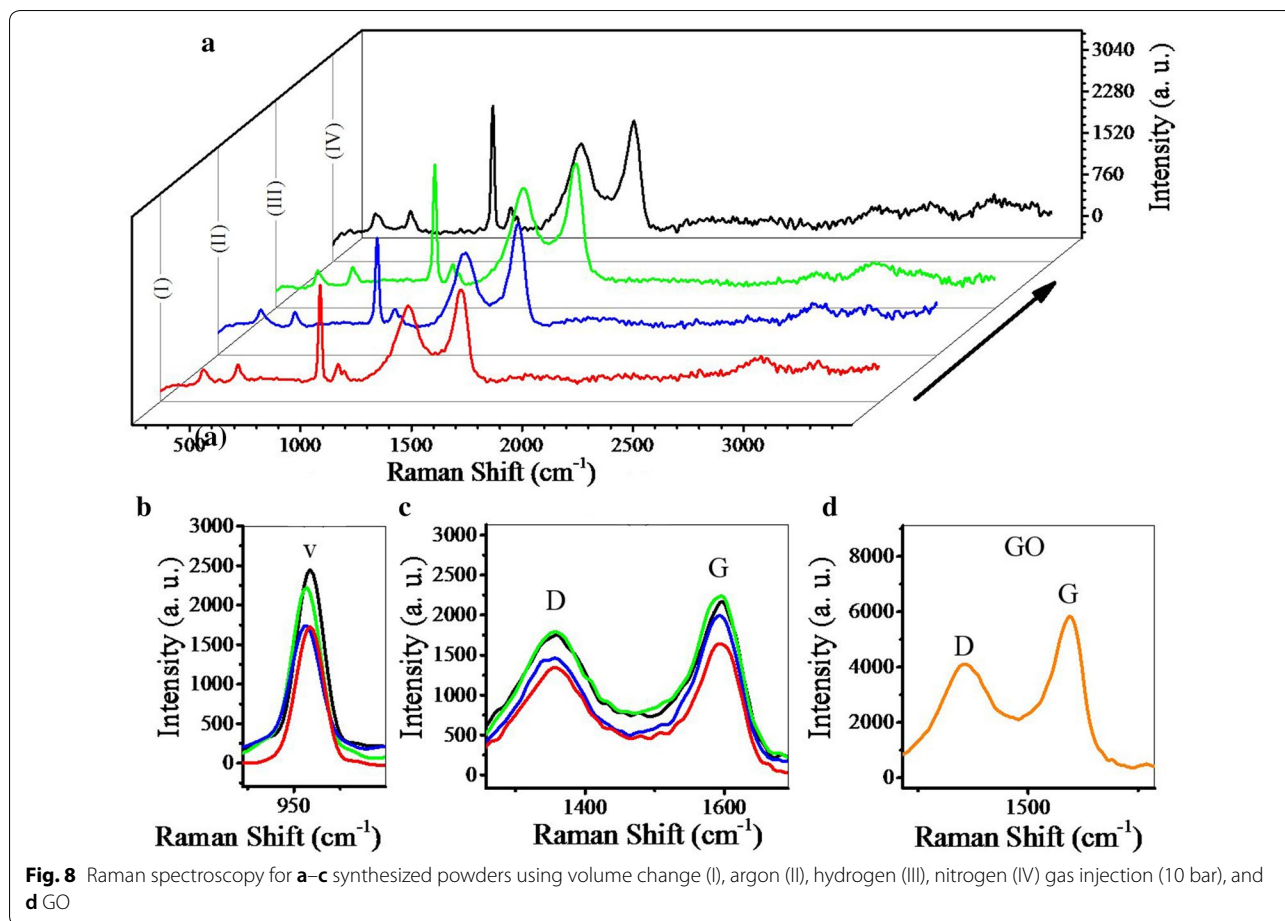 a
3040
2280
1520
760
0
Intensity (a. u.)
(IV)
(III)
(II)
(I)
(a)
500 1000 1500 2000 2500 3000
Raman Shift (cm⁻¹)
b
3000
2500
2000
1500
1000
500
0
Intensity (a. u.)
v
950
Raman Shift (cm⁻¹)
c
3000
2500
2000
1500
1000
500
0
Intensity (a. u.)
D
G
1400 1600
Raman Shift (cm⁻¹)
d
8000
6000
4000
2000
0
Intensity (a. u.)
GO
D
G
1500
Raman Shift (cm⁻¹)
Fig. 8 Raman spectroscopy for a–c synthesized powders using volume change (I), argon (II), hydrogen (III), nitrogen (IV) gas injection (10 bar), and
d GO